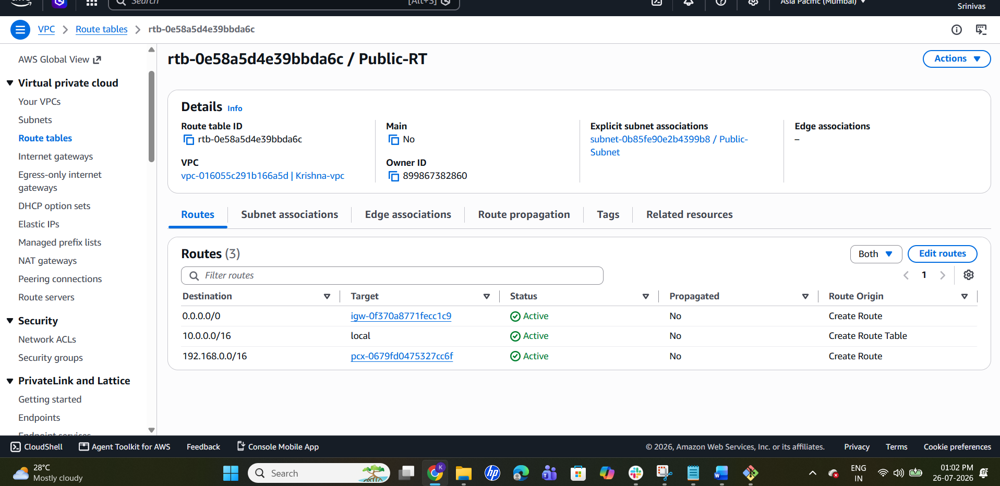 aws
Search
[Alt+S]
Asia Pacific (Mumbai)
Srinivas
VPC
Route tables
rtb-0e58a5d4e39bbda6c
AWS Global View
Virtual private cloud
Your VPCs
Subnets
Route tables
Internet gateways
Egress-only internet
gateways
DHCP option sets
Elastic IPs
Managed prefix lists
NAT gateways
Peering connections
Route servers
Security
Network ACLs
Security groups
PrivateLink and Lattice
Getting started
Endpoints
Endpoint services
rtb-0e58a5d4e39bbda6c / Public-RT
Actions
Details Info
Route table ID
rtb-0e58a5d4e39bbda6c
Main
No
Explicit subnet associations
subnet-0b85fe90e2b4399b8 / Public-
Subnet
Edge associations
–
VPC
vpc-016055c291b166a5d | Krishna-vpc
Owner ID
899867382860
Routes
Subnet associations
Edge associations
Route propagation
Tags
Related resources
Routes (3)
Both
Edit routes
Filter routes
1
Destination Target Status Propagated Route Origin
0.0.0.0/0 igw-0f370a8771fecc1c9 Active No Create Route
10.0.0.0/16 local Active No Create Route Table
192.168.0.0/16 pcx-0679fd0475327cc6f Active No Create Route
CloudShell
Agent Toolkit for AWS
Feedback
Console Mobile App
© 2026, Amazon Web Services, Inc. or its affiliates.
Privacy
Terms
Cookie preferences
28°C
Mostly cloudy
Search
K
hp
ENG
IN
01:02 PM
26-07-2026